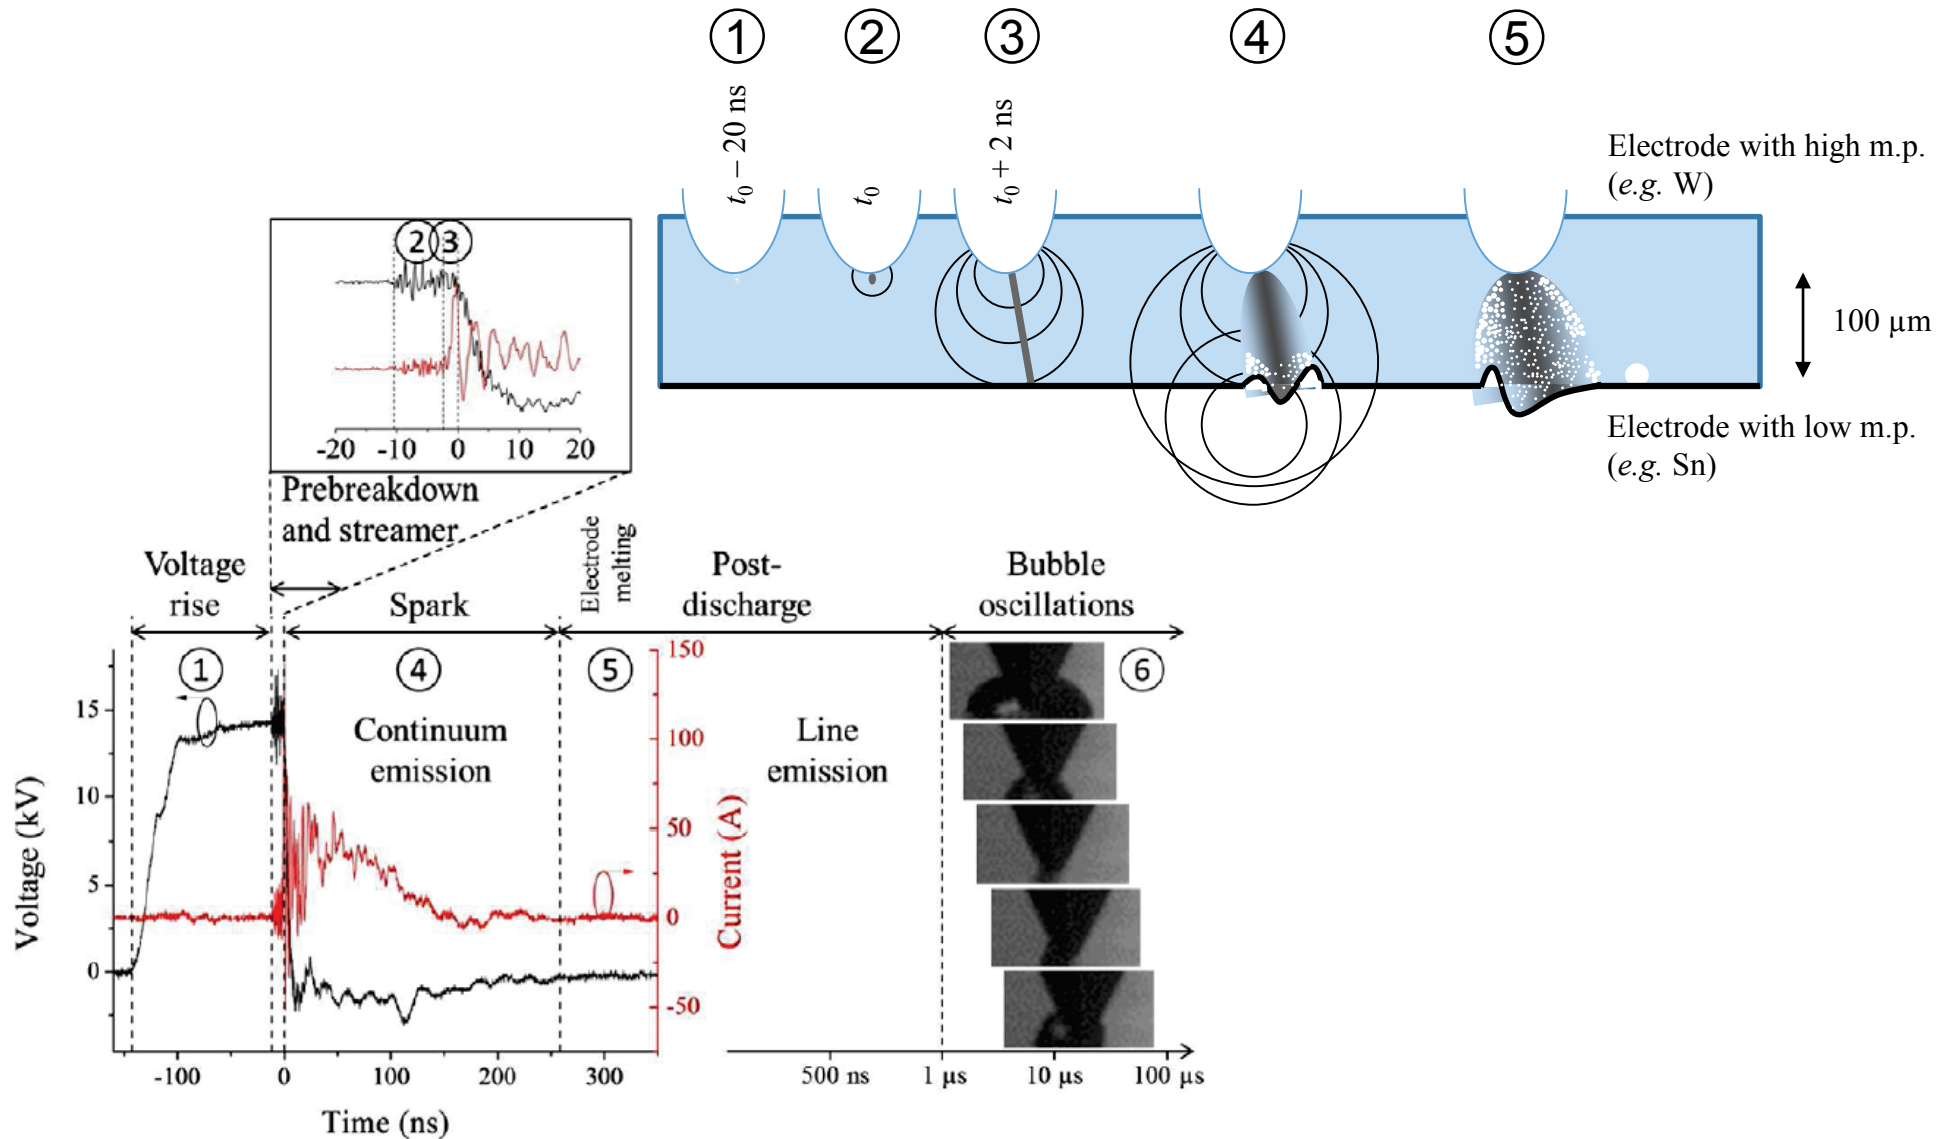 ① ② ③ ④ ⑤
t0 – 20 ns
t0
t0 + 2 ns
Electrode with high m.p.
(e.g. W)
100 µm
Electrode with low m.p.
(e.g. Sn)
② ③
-20 -10 0 10 20
Prebreakdown
and streamer
Voltage
rise
Spark
Electrode
melting
Post-
discharge
Bubble
oscillations
① ④ ⑤ ⑥
Continuum
emission
Line
emission
Voltage (kV)
15
10
5
0
150
100
50
0
-50
Current (A)
-100 0 100 200 300
500 ns 1 µs 10 µs 100 µs
Time (ns)